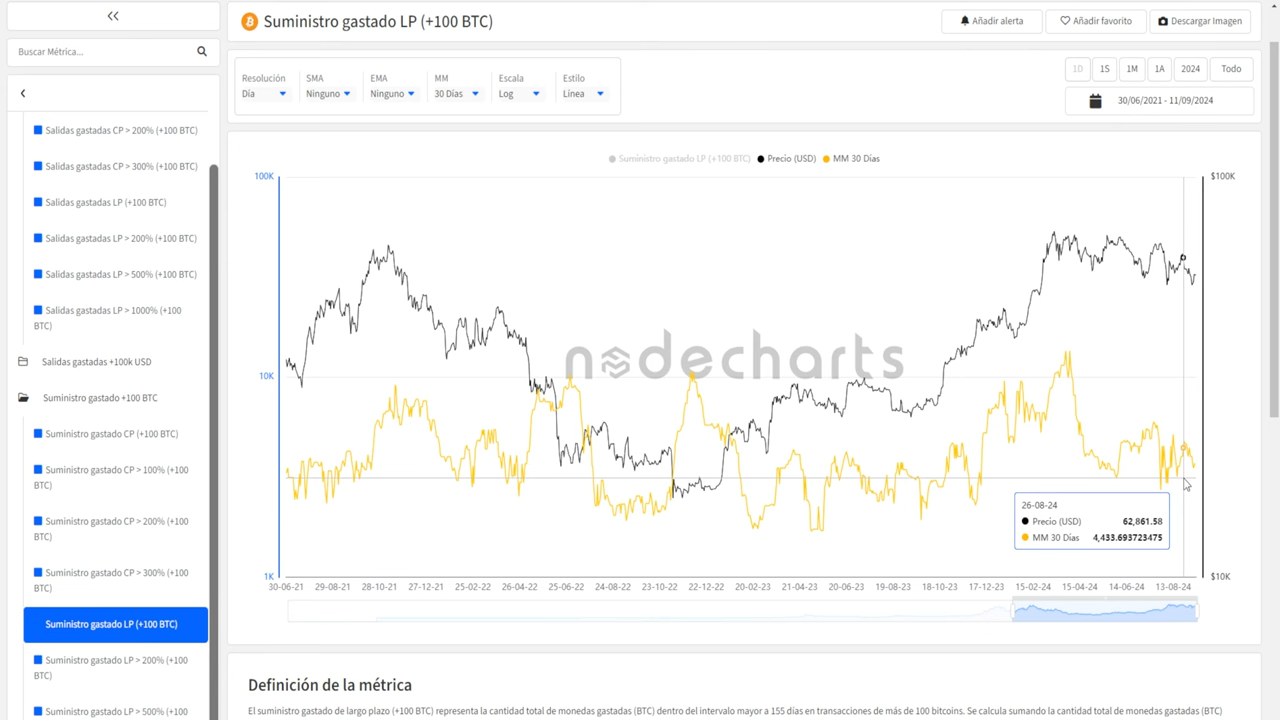 Suministro gastado LP (+100 BTC)
Añadir alerta
Añadir favorito
Descargar Imagen
Buscar Métrica...
Resolución
Día
SMA
Ninguno
EMA
Ninguno
MM
30 Días
Escala
Log
Estilo
Linea
1D
1S
1M
1A
2024
Todo
30/06/2021 - 11/09/2024
Salidas gastadas CP > 200% (+100 BTC)
Salidas gastadas CP > 300% (+100 BTC)
Salidas gastadas LP (+100 BTC)
Salidas gastadas LP > 200% (+100 BTC)
Salidas gastadas LP > 500% (+100 BTC)
Salidas gastadas LP > 1000% (+100
BTC)
Salidas gastadas +100k USD
Suministro gastado +100 BTC
Suministro gastado CP (+100 BTC)
Suministro gastado CP > 100% (+100
BTC)
Suministro gastado CP > 200% (+100
BTC)
Suministro gastado CP > 300% (+100
BTC)
Suministro gastado LP (+100 BTC)
Suministro gastado LP > 200% (+100
BTC)
Suministro gastado LP > 500% (+100
Suministro gastado LP (+100 BTC)
Precio (USD)
MM 30 Dias
100K
$100K
nodecharts
10K
26-08-24
Precio (USD) 62,861.58
MM 30 Dias 4,433.693723475
1K
$10K
30-06-21 29-08-21 28-10-21 27-12-21 25-02-22 26-04-22 25-06-22 24-08-22 23-10-22 22-12-22 20-02-23 21-04-23 20-06-23 19-08-23 18-10-23 17-12-23 15-02-24 15-04-24 14-06-24 13-08-24
Definición de la métrica
El suministro gastado de largo plazo (+100 BTC) representa la cantidad total de monedas gastadas (BTC) dentro del intervalo mayor a 155 días en transacciones de más de 100 bitcoins. Se calcula sumando la cantidad total de monedas gastadas (BTC)